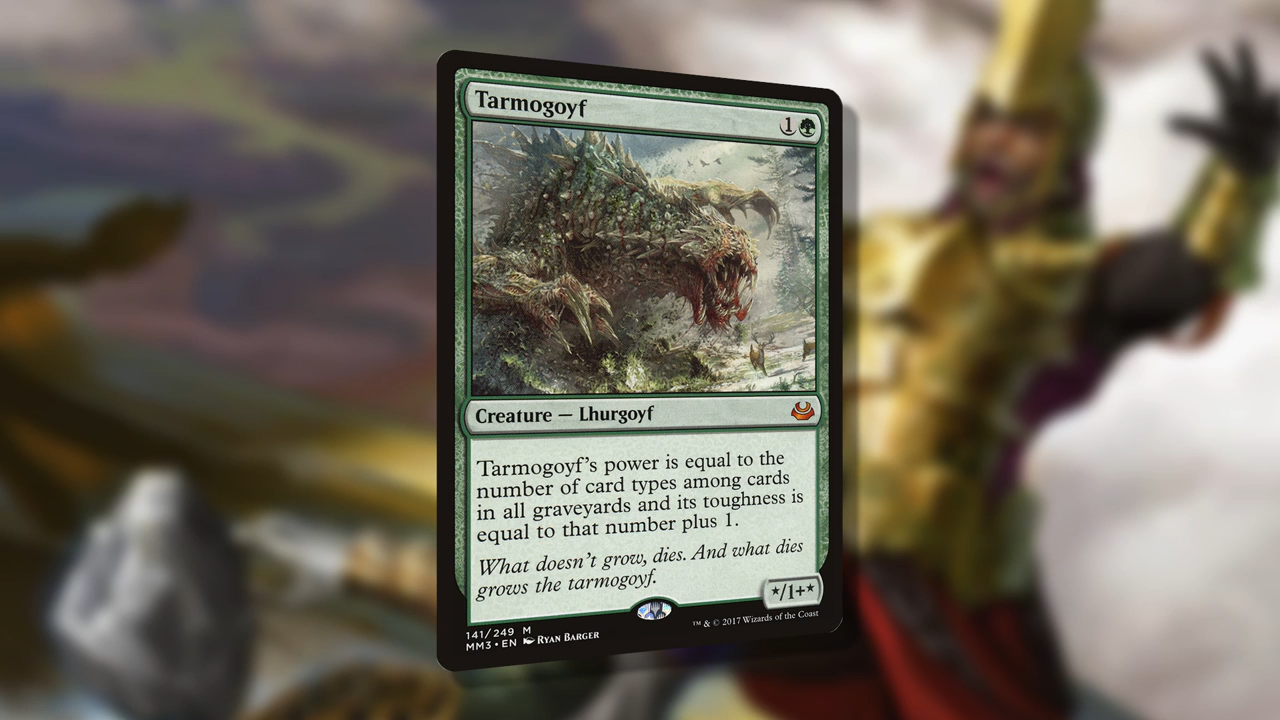 Tarmogoyf
1
Creature — Lhurgoyf
Tarmogoyf's power is equal to the
number of card types among cards
in all graveyards and its toughness is
equal to that number plus 1.
What doesn't grow, dies. And what dies
grows the tarmogoyf.
★/1+★
141/249 M
MM3 • EN Ryan Barger
™ & © 2017 Wizards of the Coast